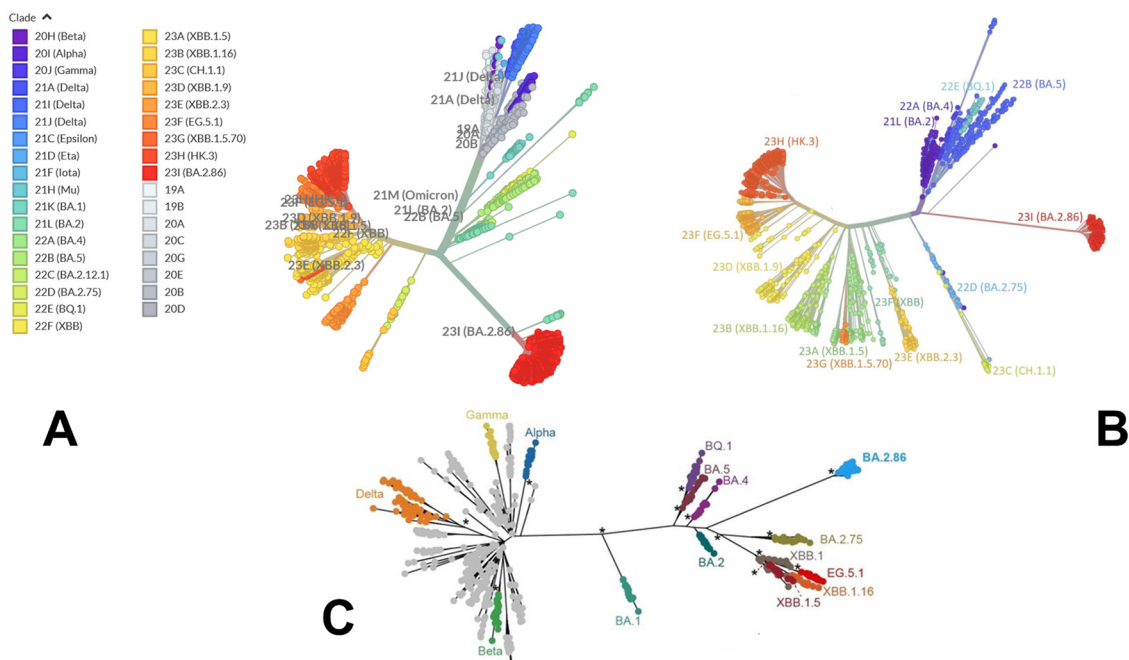 Clade
20H (Beta)
20I (Alpha)
20J (Gamma)
21A (Delta)
21I (Delta)
21J (Delta)
21C (Epsilon)
21D (Eta)
21F (Iota)
21H (Mu)
21K (BA.1)
21L (BA.2)
22A (BA.4)
22B (BA.5)
22C (BA.2.12.1)
22D (BA.2.75)
22E (BQ.1)
22F (XBB)
23A (XBB.1.5)
23B (XBB.1.16)
23C (CH.1.1)
23D (XBB.1.9)
23E (XBB.2.3)
23F (EG.5.1)
23G (XBB.1.5.70)
23H (HK.3)
23I (BA.2.86)
19A
19B
20A
20C
20G
20E
20B
20D
21J (Delta)
21A (Delta)
19A
20A
20B
21M (Omicron)
21L (BA.2)
22B (BA.5)
23D (XBB.1.9)
22F (XBB)
23E (XBB.2.3)
23I (BA.2.86)
A
22E (BQ.1)
22B (BA.5)
22A (BA.4)
21L (BA.2)
23H (HK.3)
23I (BA.2.86)
23F (EG.5.1)
23D (XBB.1.9)
22D (BA.2.75)
23F (XBB)
23B (XBB.1.16)
23A (XBB.1.5)
23E (XBB.2.3)
23G (XBB.1.5.70)
23C (CH.1.1)
B
Gamma
Alpha
Delta
Beta
BQ.1
BA.5
BA.4
BA.2.86
BA.2.75
BA.2
XBB.1
EG.5.1
XBB.1.16
XBB.1.5
BA.1
C